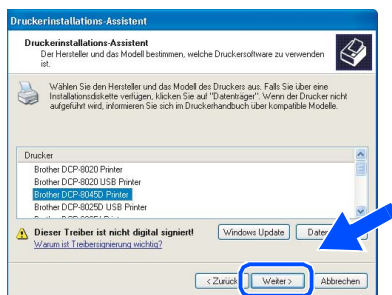 Druckerinstallations-Assistent
Druckerinstallations-Assistent
Der Hersteller und das Modell bestimmen, welche Druckersoftware zu verwenden
ist.
Wählen Sie den Hersteller und das Modell des Druckers aus. Falls Sie über eine
Installationsdiskette verfügen, klicken Sie auf "Datenträger". Wenn der Drucker nicht
aufgeführt wird, informieren Sie sich im Druckerhandbuch über kompatible Modelle.
Drucker
Brother DCP-8020 Printer
Brother DCP-8020 USB Printer
Brother DCP-8045D Printer
Brother DCP-8025D USB Printer
Dieser Treiber ist nicht digital signiert!
Windows Update
Warum ist Treibersignierung wichtig?
< Zurück
Weiter >
Abbrechen